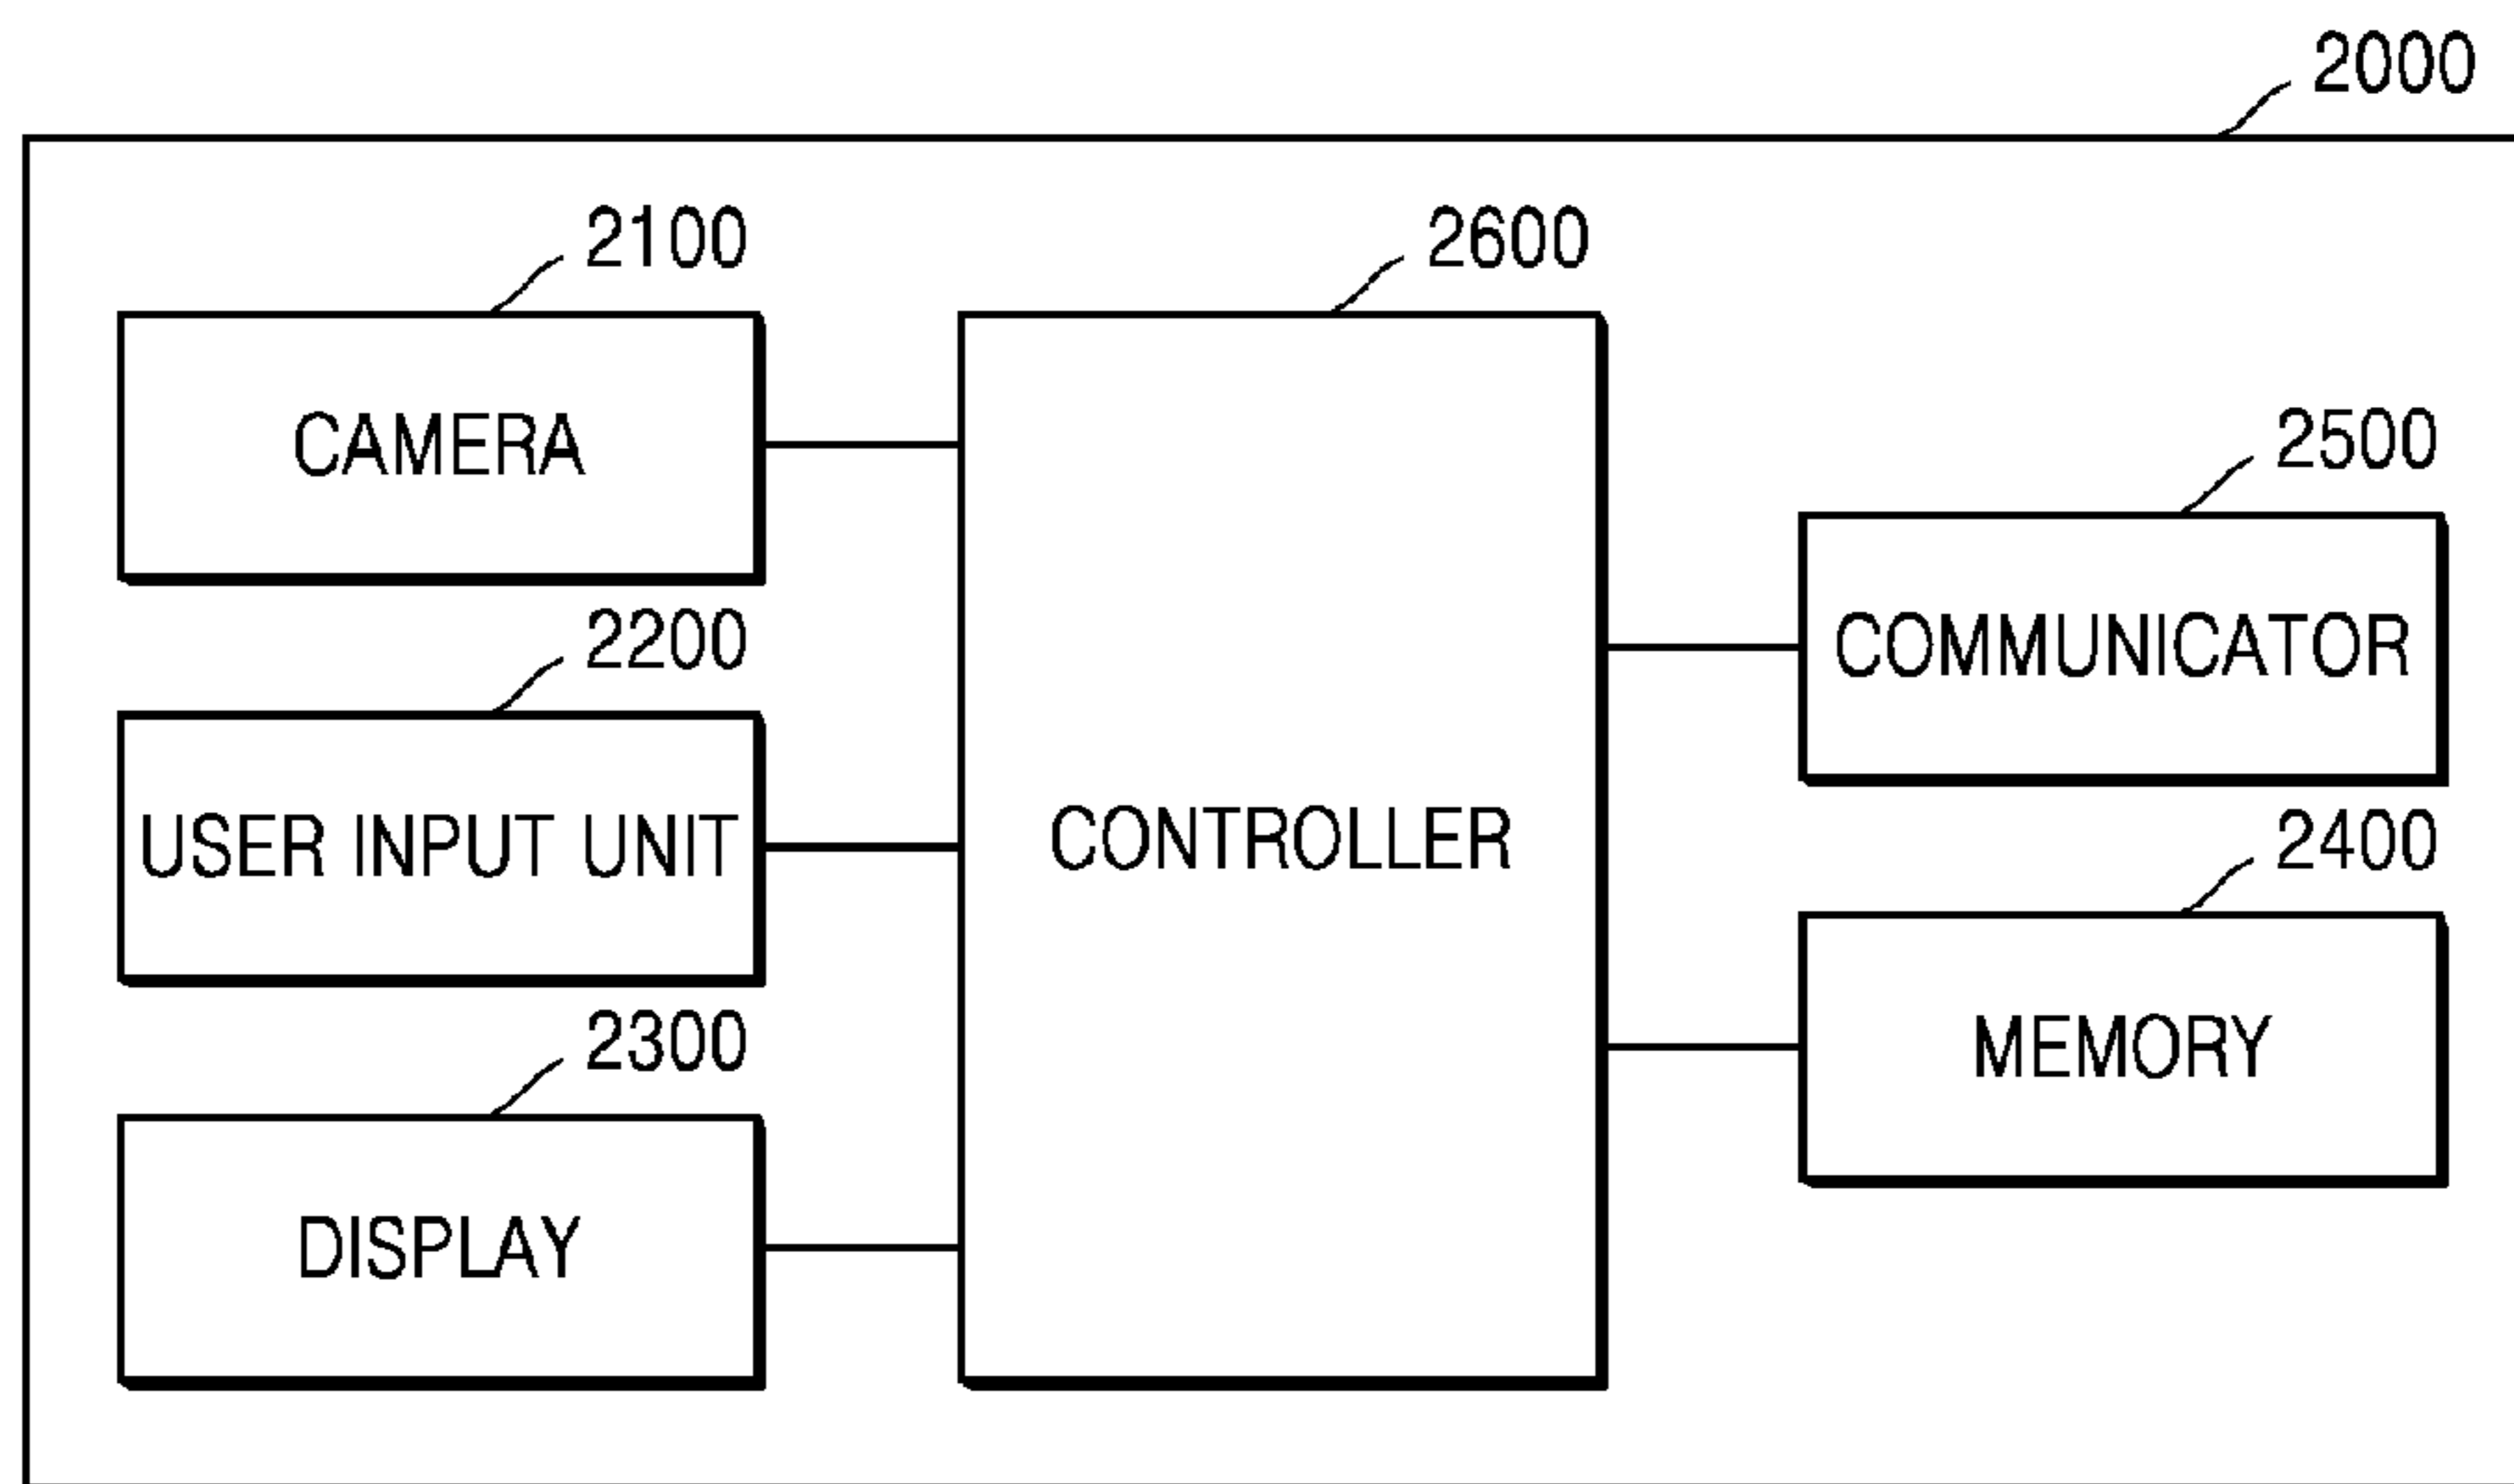 2000
2100
CAMERA
2200
USER INPUT UNIT
2300
DISPLAY
2600
CONTROLLER
2500
COMMUNICATOR
2400
MEMORY